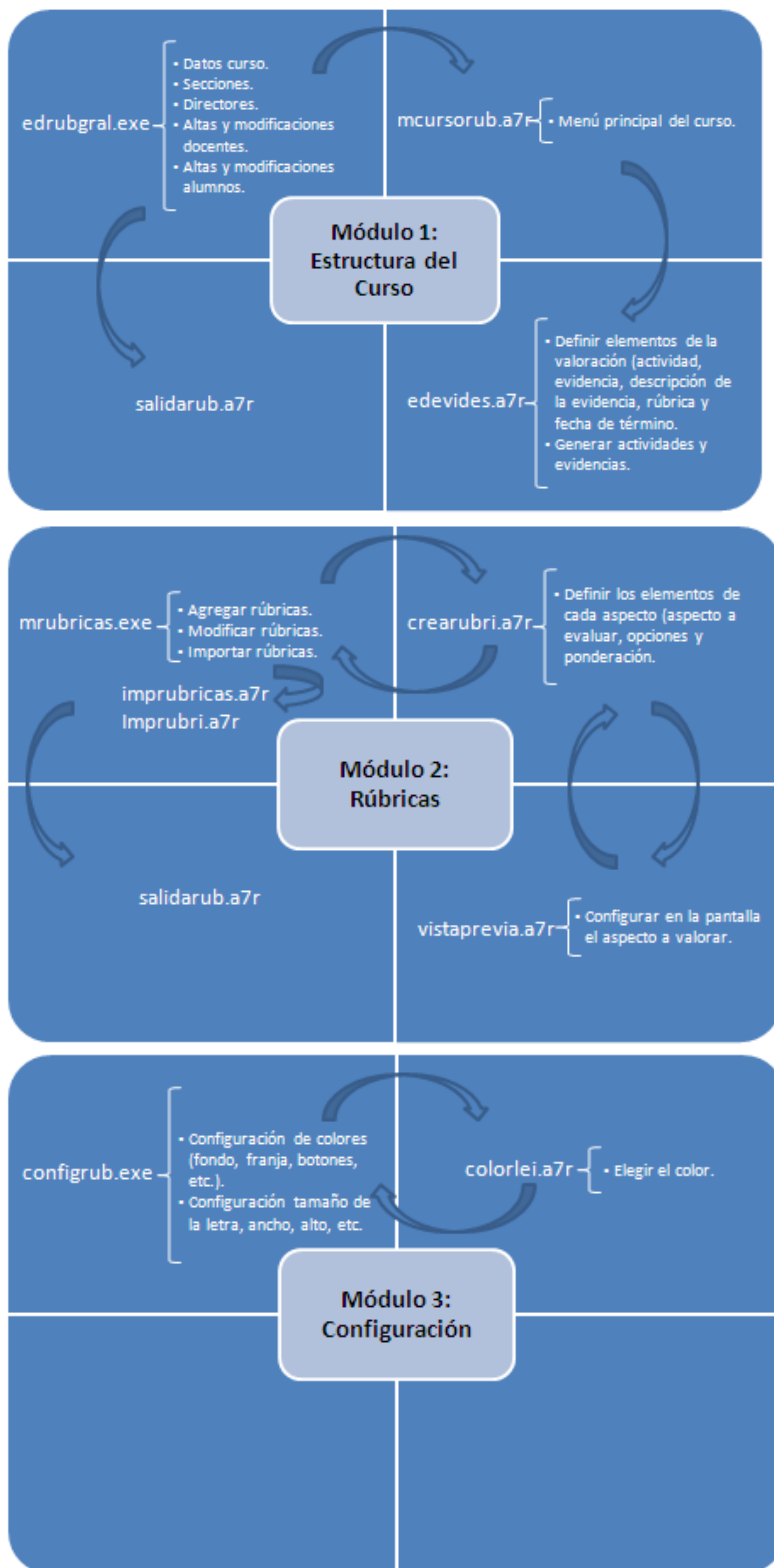 edrubgral.exe
• Datos curso.
• Secciones.
• Directores.
• Altas y modificaciones
docentes.
• Altas y modificaciones
alumnos.
mcursorub.a7r
• Menú principal del curso.
Módulo 1:
Estructura del
Curso
salidarub.a7r
edevides.a7r
• Definir elementos de la
valoración (actividad,
evidencia, descripción de
la evidencia, rúbrica y
fecha de término.
• Generar actividades y
evidencias.
mrubricas.exe
• Agregar rúbricas.
• Modificar rúbricas.
• Importar rúbricas.
imprubricas.a7r
Imprubri.a7r
crearubri.a7r
• Definir los elementos de
cada aspecto (aspecto a
evaluar, opciones y
ponderación.
Módulo 2:
Rúbricas
salidarub.a7r
vistaprevia.a7r
• Configurar en la pantalla
el aspecto a valorar.
configrub.exe
• Configuración de colores
(fondo, franja, botones,
etc.).
• Configuración tamaño de
la letra, ancho, alto, etc.
colorlei.a7r
• Elegir el color.
Módulo 3:
Configuración